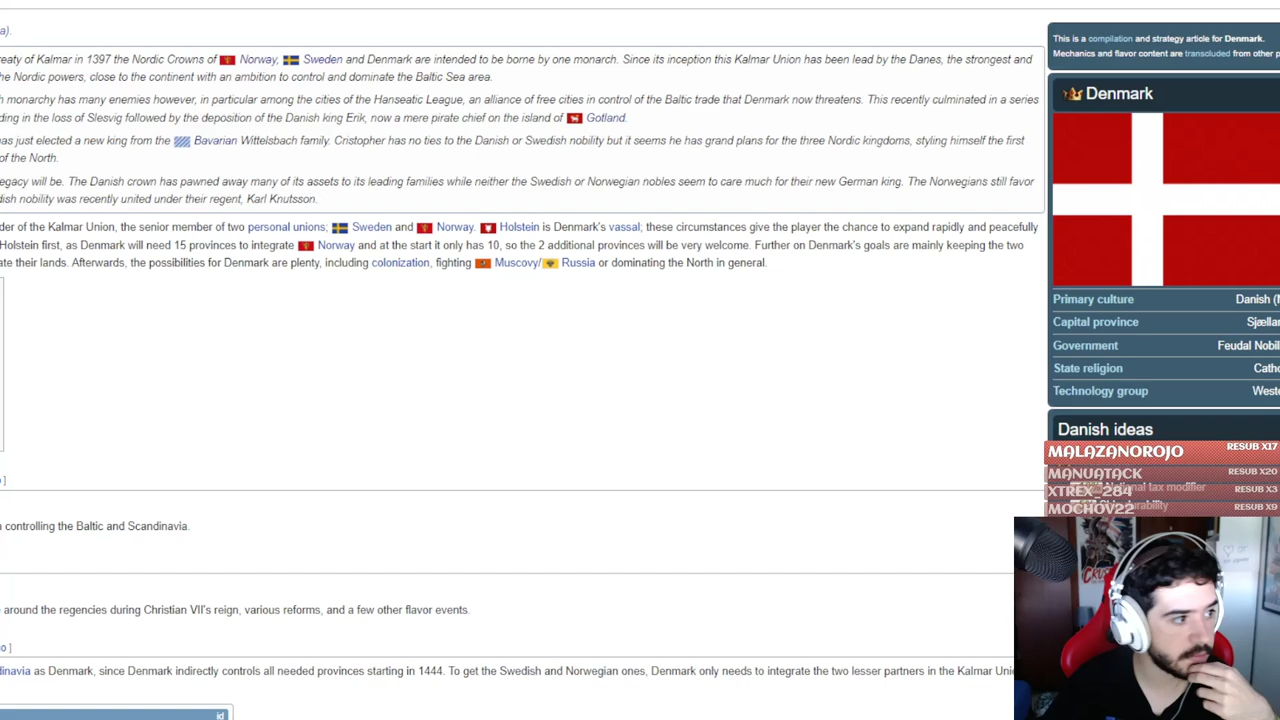 a).
reaty of Kalmar in 1397 the Nordic Crowns of Norway, Sweden and Denmark are intended to be borne by one monarch. Since its inception this Kalmar Union has been lead by the Danes, the strongest and
he Nordic powers, close to the continent with an ambition to control and dominate the Baltic Sea area.
h monarchy has many enemies however, in particular among the cities of the Hanseatic League, an alliance of free cities in control of the Baltic trade that Denmark now threatens. This recently culminated in a series
ding in the loss of Slesvig followed by the deposition of the Danish king Erik, now a mere pirate chief on the island of Gotland.
as just elected a new king from the Bavarian Wittelsbach family. Cristopher has no ties to the Danish or Swedish nobility but it seems he has grand plans for the three Nordic kingdoms, styling himself the first
of the North.
egacy will be. The Danish crown has pawned away many of its assets to its leading families while neither the Swedish or Norwegian nobles seem to care much for their new German king. The Norwegians still favor
dish nobility was recently united under their regent, Karl Knutsson.
der of the Kalmar Union, the senior member of two personal unions; Sweden and Norway. Holstein is Denmark's vassal; these circumstances give the player the chance to expand rapidly and peacefully
Holstein first, as Denmark will need 15 provinces to integrate Norway and at the start it only has 10, so the 2 additional provinces will be very welcome. Further on Denmark's goals are mainly keeping the two
ate their lands. Afterwards, the possibilities for Denmark are plenty, including colonization, fighting Muscovy/ Russia or dominating the North in general.
]
n controlling the Baltic and Scandinavia.
around the regencies during Christian VII's reign, various reforms, and a few other flavor events.
o ]
dinavia as Denmark, since Denmark indirectly controls all needed provinces starting in 1444. To get the Swedish and Norwegian ones, Denmark only needs to integrate the two lesser partners in the Kalmar Uni
id
This is a compilation and strategy article for Denmark.
Mechanics and flavor content are transcluded from other p
Denmark
Primary culture Danish (
Capital province Sjællan
Government Feudal Nobil
State religion Catho
Technology group Weste
Danish ideas
MALAZANOROJO RESUB X17
MANUATACK RESUB X20
national tax modifier
XTREX_284 RESUB X3
durability
MOCHOV22 RESUB X9